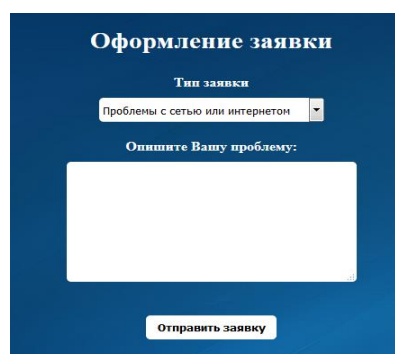 Оформление заявки
Тип заявки
Проблемы с сетью или интернетом
Опишите Вашу проблему:
Отправить заявку